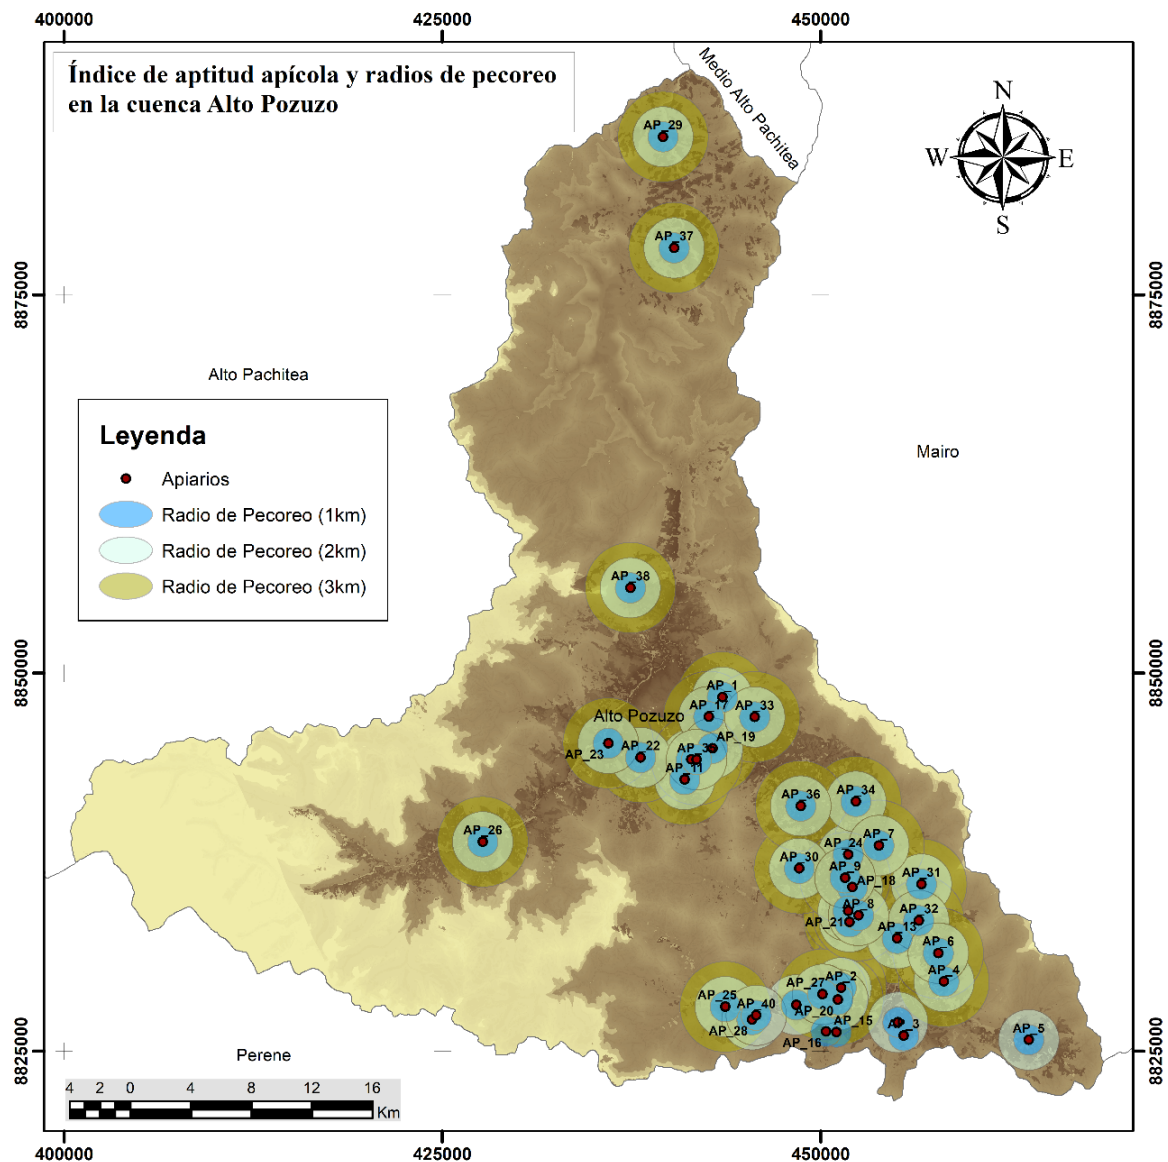 400000
425000
450000
Índice de aptitud apícola y radios de pecoreo
en la cuenca Alto Pozuzo
Medio Alto Pachitea
N
W
E
S
AP_29
AP_37
8875000
8875000
Alto Pachitea
Mairo
Leyenda
Apiarios
Radio de Pecoreo (1km)
Radio de Pecoreo (2km)
Radio de Pecoreo (3km)
AP_38
8850000
8850000
AP_1
AP_17
AP_33
Alto Pozuzo
AP_19
AP_23
AP_22
AP_11
AP_36
AP_34
AP_26
AP_7
AP_24
AP_30
AP_9
AP_18
AP_31
AP_8
AP_21
AP_32
AP_13
AP_6
AP_4
AP_2
AP_27
AP_25
AP_40
AP_20
AP_28
AP_15
AP_16
AP_3
AP_5
8825000
8825000
Perene
4 2 0 4 8 12 16
Km
400000
425000
450000